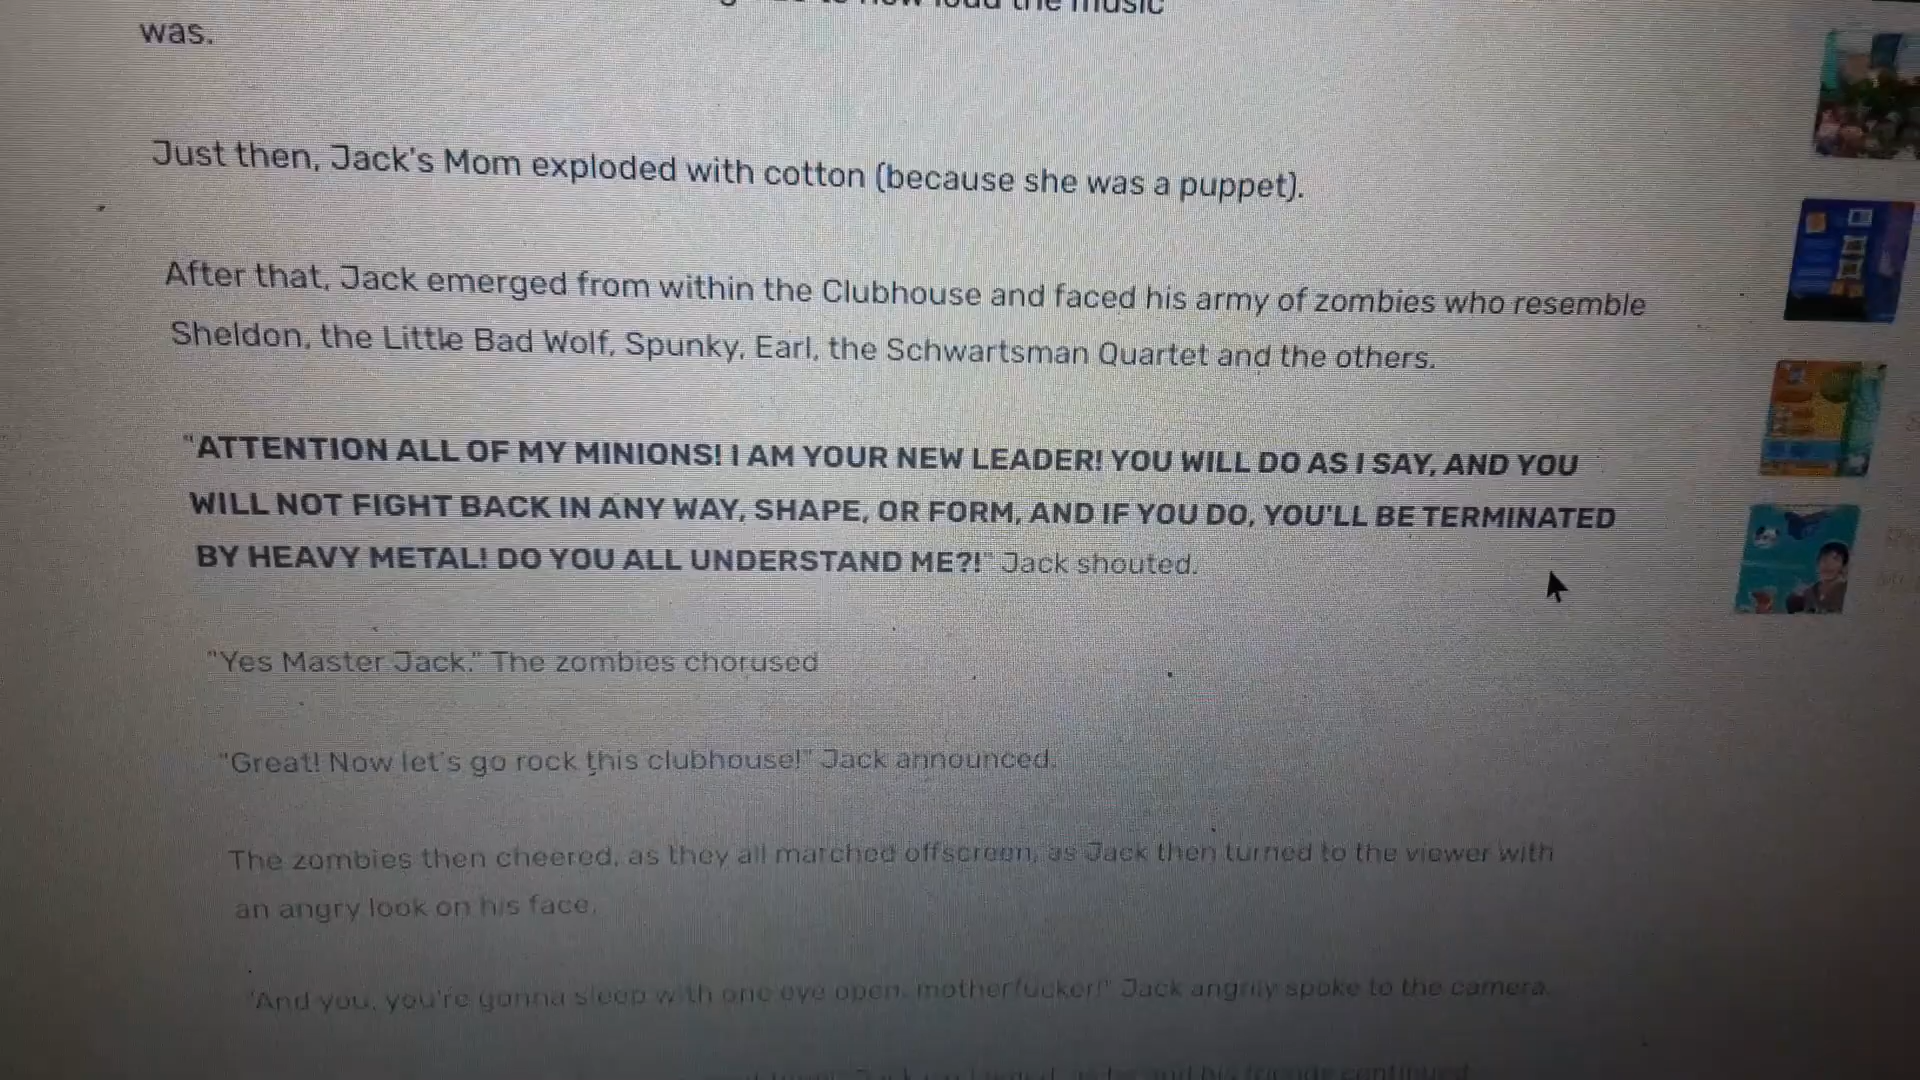 loud the music
was.
Just then, Jack's Mom exploded with cotton (because she was a puppet).
After that, Jack emerged from within the Clubhouse and faced his army of zombies who resemble
Sheldon, the Little Bad Wolf, Spunky, Earl, the Schwartsman Quartet and the others.
"ATTENTION ALL OF MY MINIONS! I AM YOUR NEW LEADER! YOU WILL DO AS I SAY, AND YOU
WILL NOT FIGHT BACK IN ANY WAY, SHAPE, OR FORM, AND IF YOU DO, YOU'LL BE TERMINATED
BY HEAVY METAL! DO YOU ALL UNDERSTAND ME?!" Jack shouted.
"Yes Master Jack." The zombies chorused
"Great! Now let's go rock this clubhouse!" Jack announced.
The zombies then cheered, as they all marched offscreen, as Jack then turned to the viewer with
an angry look on his face.
"And you, you're gonna sleep with one eye open, motherfucker!" Jack angrily spoke to the camera.
his friends continued